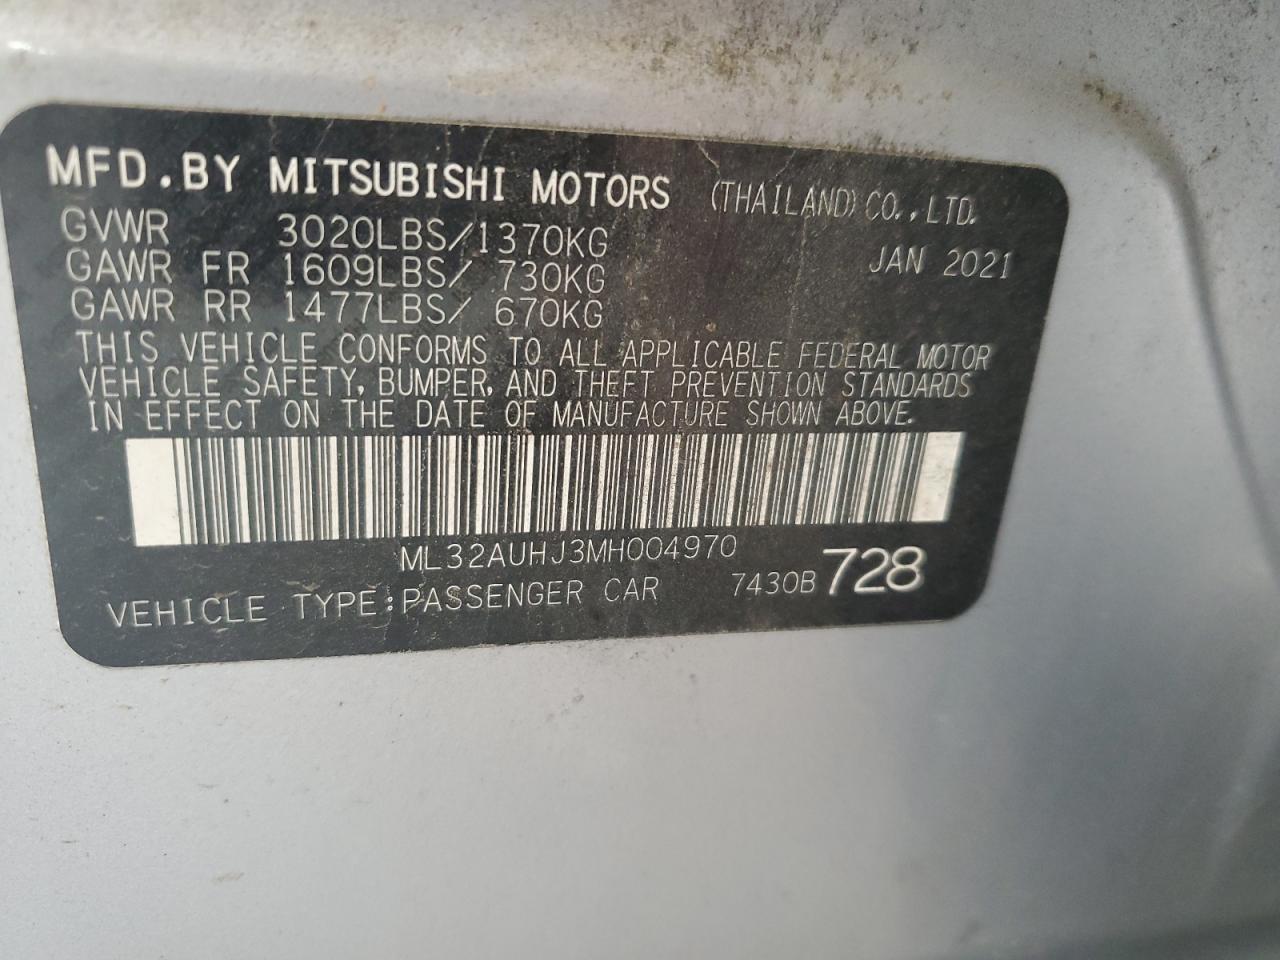 MFD.BY MITSUBISHI MOTORS (THAILAND) CO.,LTD.
GVWR 3020LBS/1370KG JAN 2021
GAWR FR 1609LBS/ 730KG
GAWR RR 1477LBS/ 670KG
THIS VEHICLE CONFORMS TO ALL APPLICABLE FEDERAL MOTOR
VEHICLE SAFETY, BUMPER, AND THEFT PREVENTION STANDARDS
IN EFFECT ON THE DATE OF MANUFACTURE SHOWN ABOVE.
ML32AUHJ3MH004970
VEHICLE TYPE:PASSENGER CAR 7430B 728